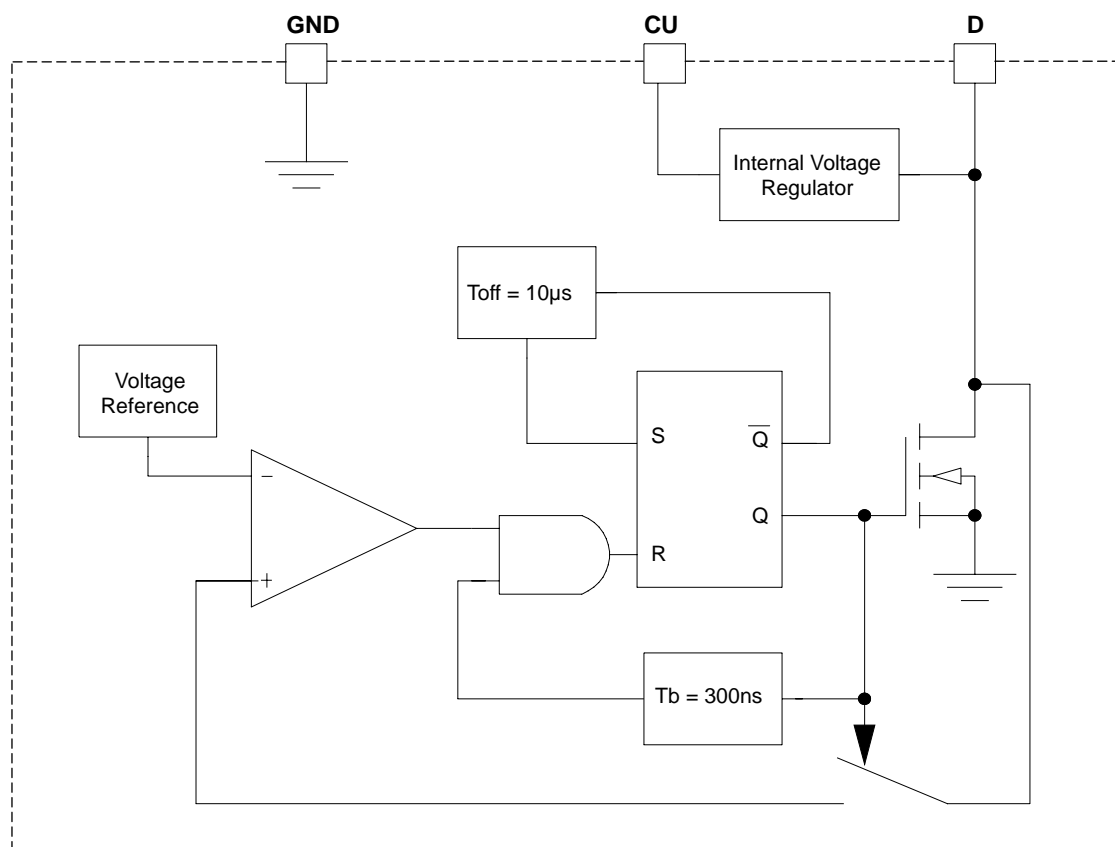 GND
CU
D
Internal Voltage
Regulator
Toff = 10µs
Voltage
Reference
S
Q
Q
R
−
+
Tb = 300ns